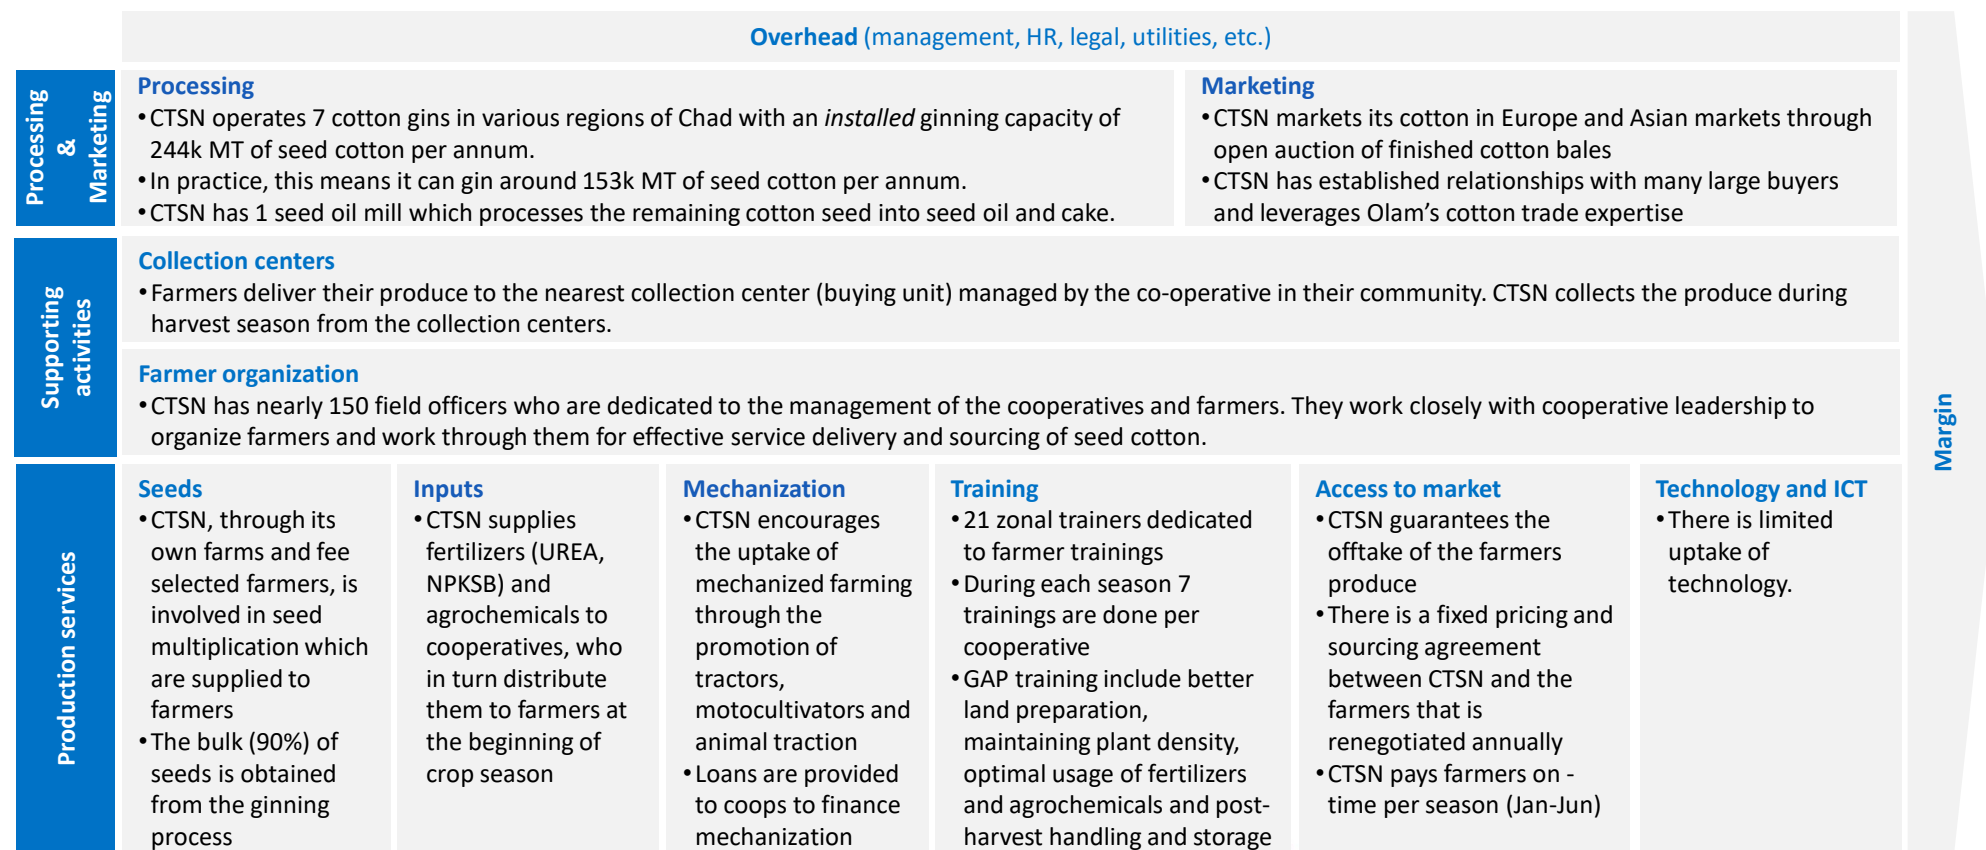 Overhead (management, HR, legal, utilities, etc.)
Processing
&
Marketing
Processing
•CTSN operates 7 cotton gins in various regions of Chad with an installed ginning capacity of
244k MT of seed cotton per annum.
•In practice, this means it can gin around 153k MT of seed cotton per annum.
•CTSN has 1 seed oil mill which processes the remaining cotton seed into seed oil and cake.
Marketing
•CTSN markets its cotton in Europe and Asian markets through
open auction of finished cotton bales
•CTSN has established relationships with many large buyers
and leverages Olam’s cotton trade expertise
Supporting
activities
Collection centers
•Farmers deliver their produce to the nearest collection center (buying unit) managed by the co-operative in their community. CTSN collects the produce during
harvest season from the collection centers.
Farmer organization
•CTSN has nearly 150 field officers who are dedicated to the management of the cooperatives and farmers. They work closely with cooperative leadership to
organize farmers and work through them for effective service delivery and sourcing of seed cotton.
Production services
Seeds
•CTSN, through its
own farms and fee
selected farmers, is
involved in seed
multiplication which
are supplied to
farmers
•The bulk (90%) of
seeds is obtained
from the ginning
process
Inputs
•CTSN supplies
fertilizers (UREA,
NPKSB) and
agrochemicals to
cooperatives, who
in turn distribute
them to farmers at
the beginning of
crop season
Mechanization
•CTSN encourages
the uptake of
mechanized farming
through the
promotion of
tractors,
motocultivators and
animal traction
•Loans are provided
to coops to finance
mechanization
Training
•21 zonal trainers dedicated
to farmer trainings
•During each season 7
trainings are done per
cooperative
•GAP training include better
land preparation,
maintaining plant density,
optimal usage of fertilizers
and agrochemicals and post-
harvest handling and storage
Access to market
•CTSN guarantees the
offtake of the farmers
produce
•There is a fixed pricing and
sourcing agreement
between CTSN and the
farmers that is
renegotiated annually
•CTSN pays farmers on -
time per season (Jan-Jun)
Technology and ICT
•There is limited
uptake of
technology.
Margin